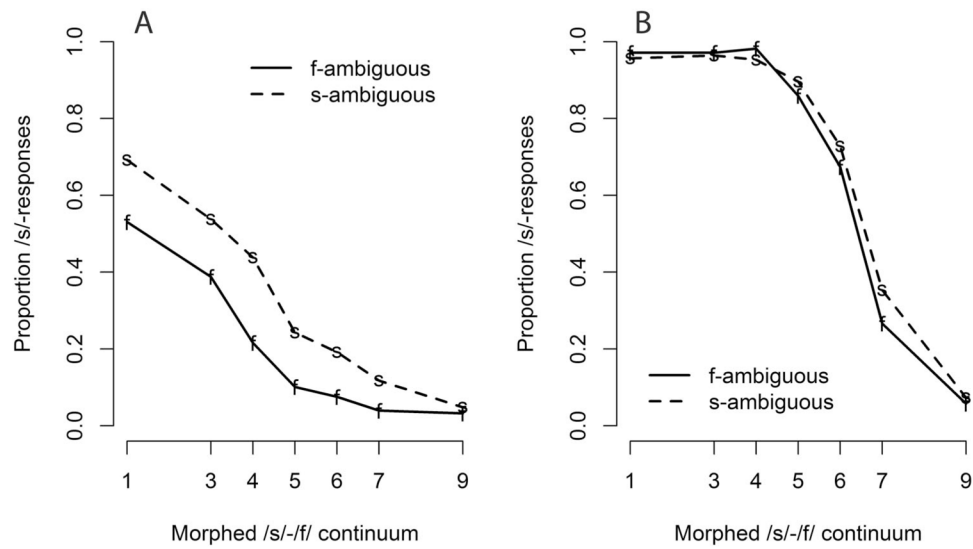 A
f-ambiguous
s-ambiguous
Proportion /s/-responses
1.0
0.8
0.6
0.4
0.2
0.0
s
s
s
s
s
s
s
f
f
f
f
f
f
f
1 3 4 5 6 7 9
Morphed /s/-/f/ continuum
B
Proportion /s/-responses
1.0
0.8
0.6
0.4
0.2
0.0
f
f
f
f
f
f
f
s
s
s
s
s
s
s
f-ambiguous
s-ambiguous
1 3 4 5 6 7 9
Morphed /s/-/f/ continuum